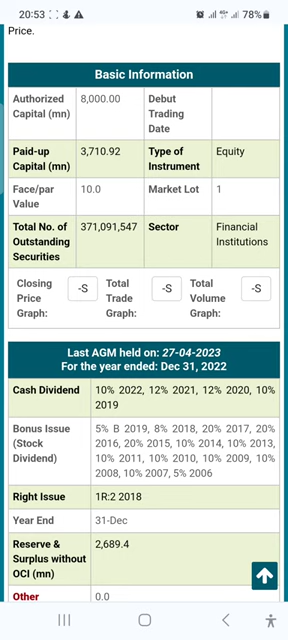 20:53
78%
Price.
Basic Information
Authorized Capital (mn) 8,000.00 Debut Trading Date
Paid-up Capital (mn) 3,710.92 Type of Instrument Equity
Face/par Value 10.0 Market Lot 1
Total No. of Outstanding Securities 371,091,547 Sector Financial Institutions
Closing Price Graph: -S Total Trade Graph: -S Total Volume Graph: -S
Last AGM held on: 27-04-2023
For the year ended: Dec 31, 2022
Cash Dividend 10% 2022, 12% 2021, 12% 2020, 10% 2019
Bonus Issue (Stock Dividend) 5% B 2019, 8% 2018, 20% 2017, 20% 2016, 20% 2015, 10% 2014, 10% 2013, 10% 2011, 10% 2010, 10% 2009, 10% 2008, 10% 2007, 5% 2006
Right Issue 1R:2 2018
Year End 31-Dec
Reserve & Surplus without OCI (mn) 2,689.4
Other 0.0